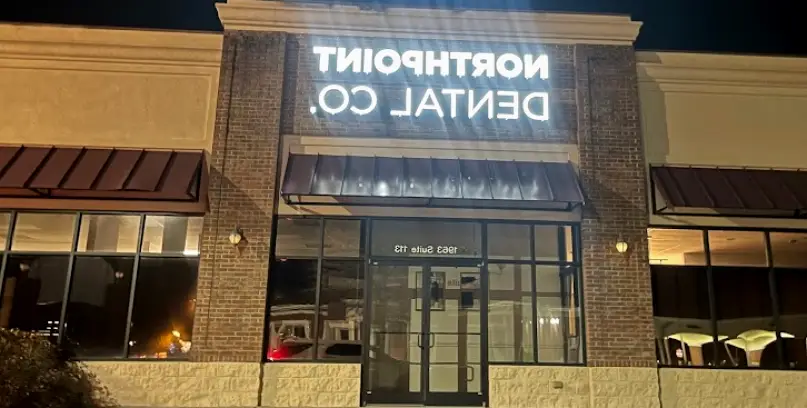 NORTHPOINT
DENTAL CO.
1963 Suite 113